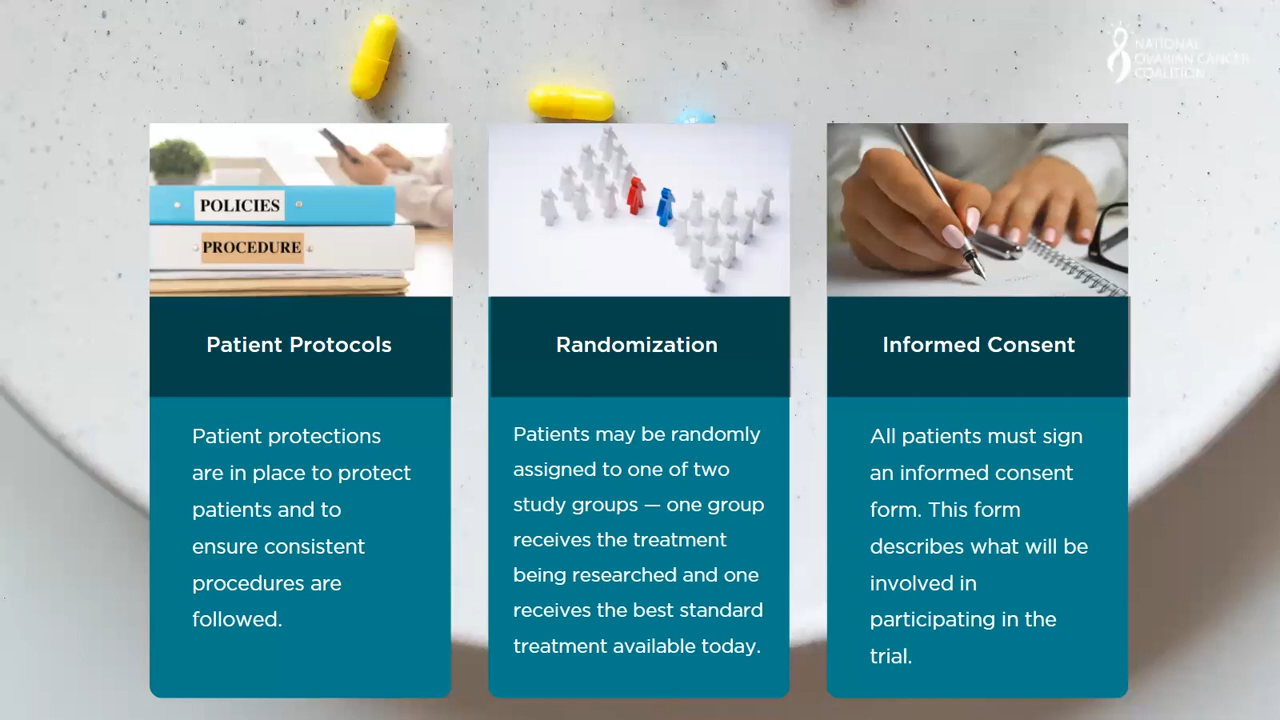 NATIONAL
OVARIAN CANCER
COALITION
POLICIES
PROCEDURE
Patient Protocols
Patient protections
are in place to protect
patients and to
ensure consistent
procedures are
followed.
Randomization
Patients may be randomly
assigned to one of two
study groups — one group
receives the treatment
being researched and one
receives the best standard
treatment available today.
Informed Consent
All patients must sign
an informed consent
form. This form
describes what will be
involved in
participating in the
trial.